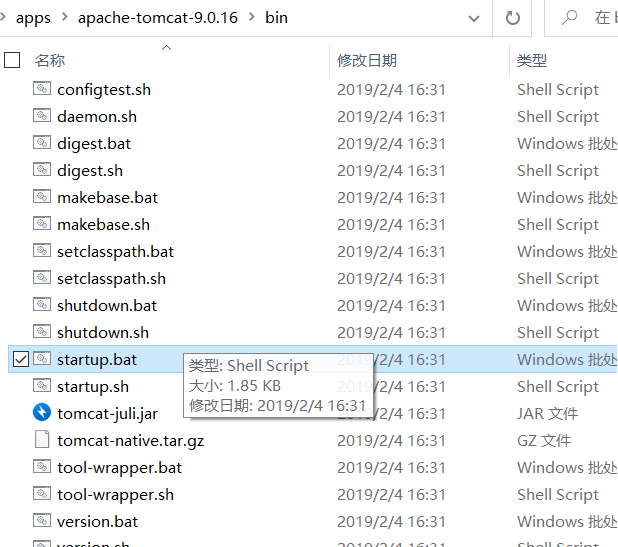 apps > apache-tomcat-9.0.16 > bin 在
名称 修改日期 类型
configtest.sh 2019/2/4 16:31 Shell Script
daemon.sh 2019/2/4 16:31 Shell Script
digest.bat 2019/2/4 16:31 Windows 批处
digest.sh 2019/2/4 16:31 Shell Script
makebase.bat 2019/2/4 16:31 Windows 批处
makebase.sh 2019/2/4 16:31 Shell Script
setclasspath.bat 2019/2/4 16:31 Windows 批处
setclasspath.sh 2019/2/4 16:31 Shell Script
shutdown.bat 2019/2/4 16:31 Windows 批处
shutdown.sh 2019/2/4 16:31 Shell Script
startup.bat 2019/2/4 16:31 Windows 批处
类型: Shell Script
大小: 1.85 KB
修改日期: 2019/2/4 16:31
startup.sh 2019/2/4 16:31 Shell Script
tomcat-juli.jar 2019/2/4 16:31 JAR 文件
tomcat-native.tar.gz 2019/2/4 16:31 GZ 文件
tool-wrapper.bat 2019/2/4 16:31 Windows 批处
tool-wrapper.sh 2019/2/4 16:31 Shell Script
version.bat 2019/2/4 16:31 Windows 批处
version.sh 2019/2/4 16:31 Shell Script